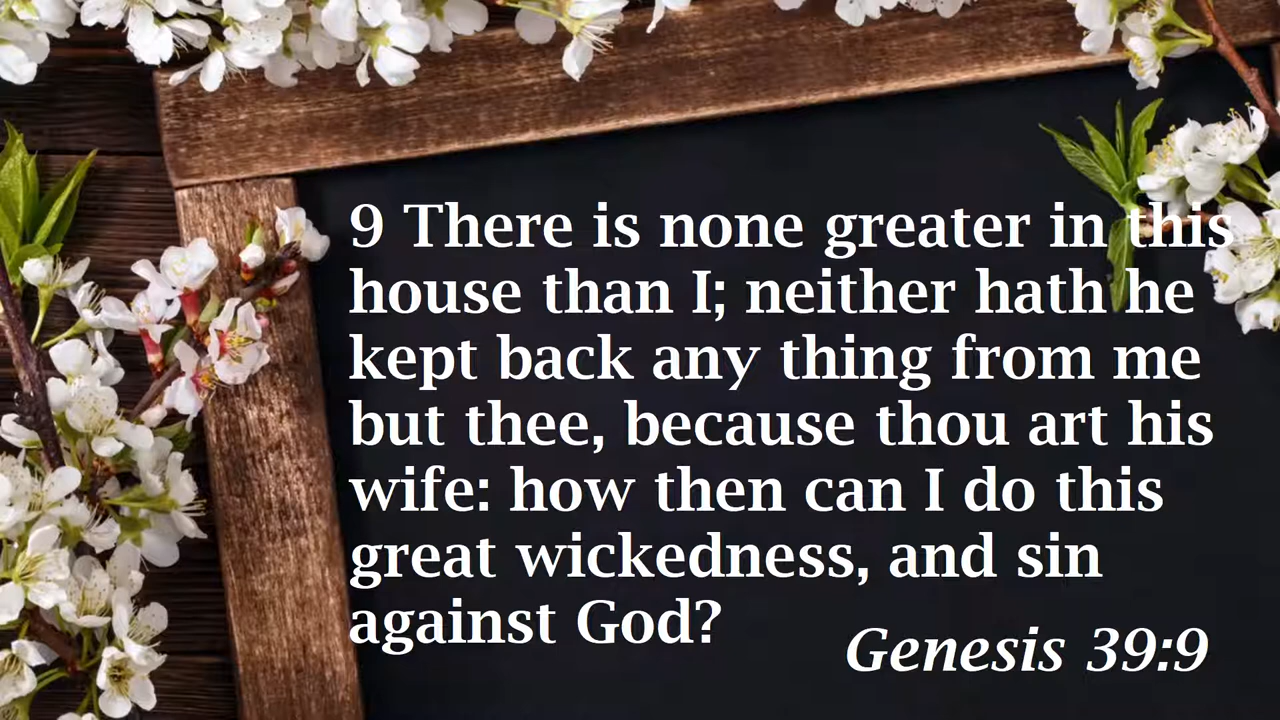 9 There is none greater in this
house than I; neither hath he
kept back any thing from me
but thee, because thou art his
wife: how then can I do this
great wickedness, and sin
against God?
Genesis 39:9